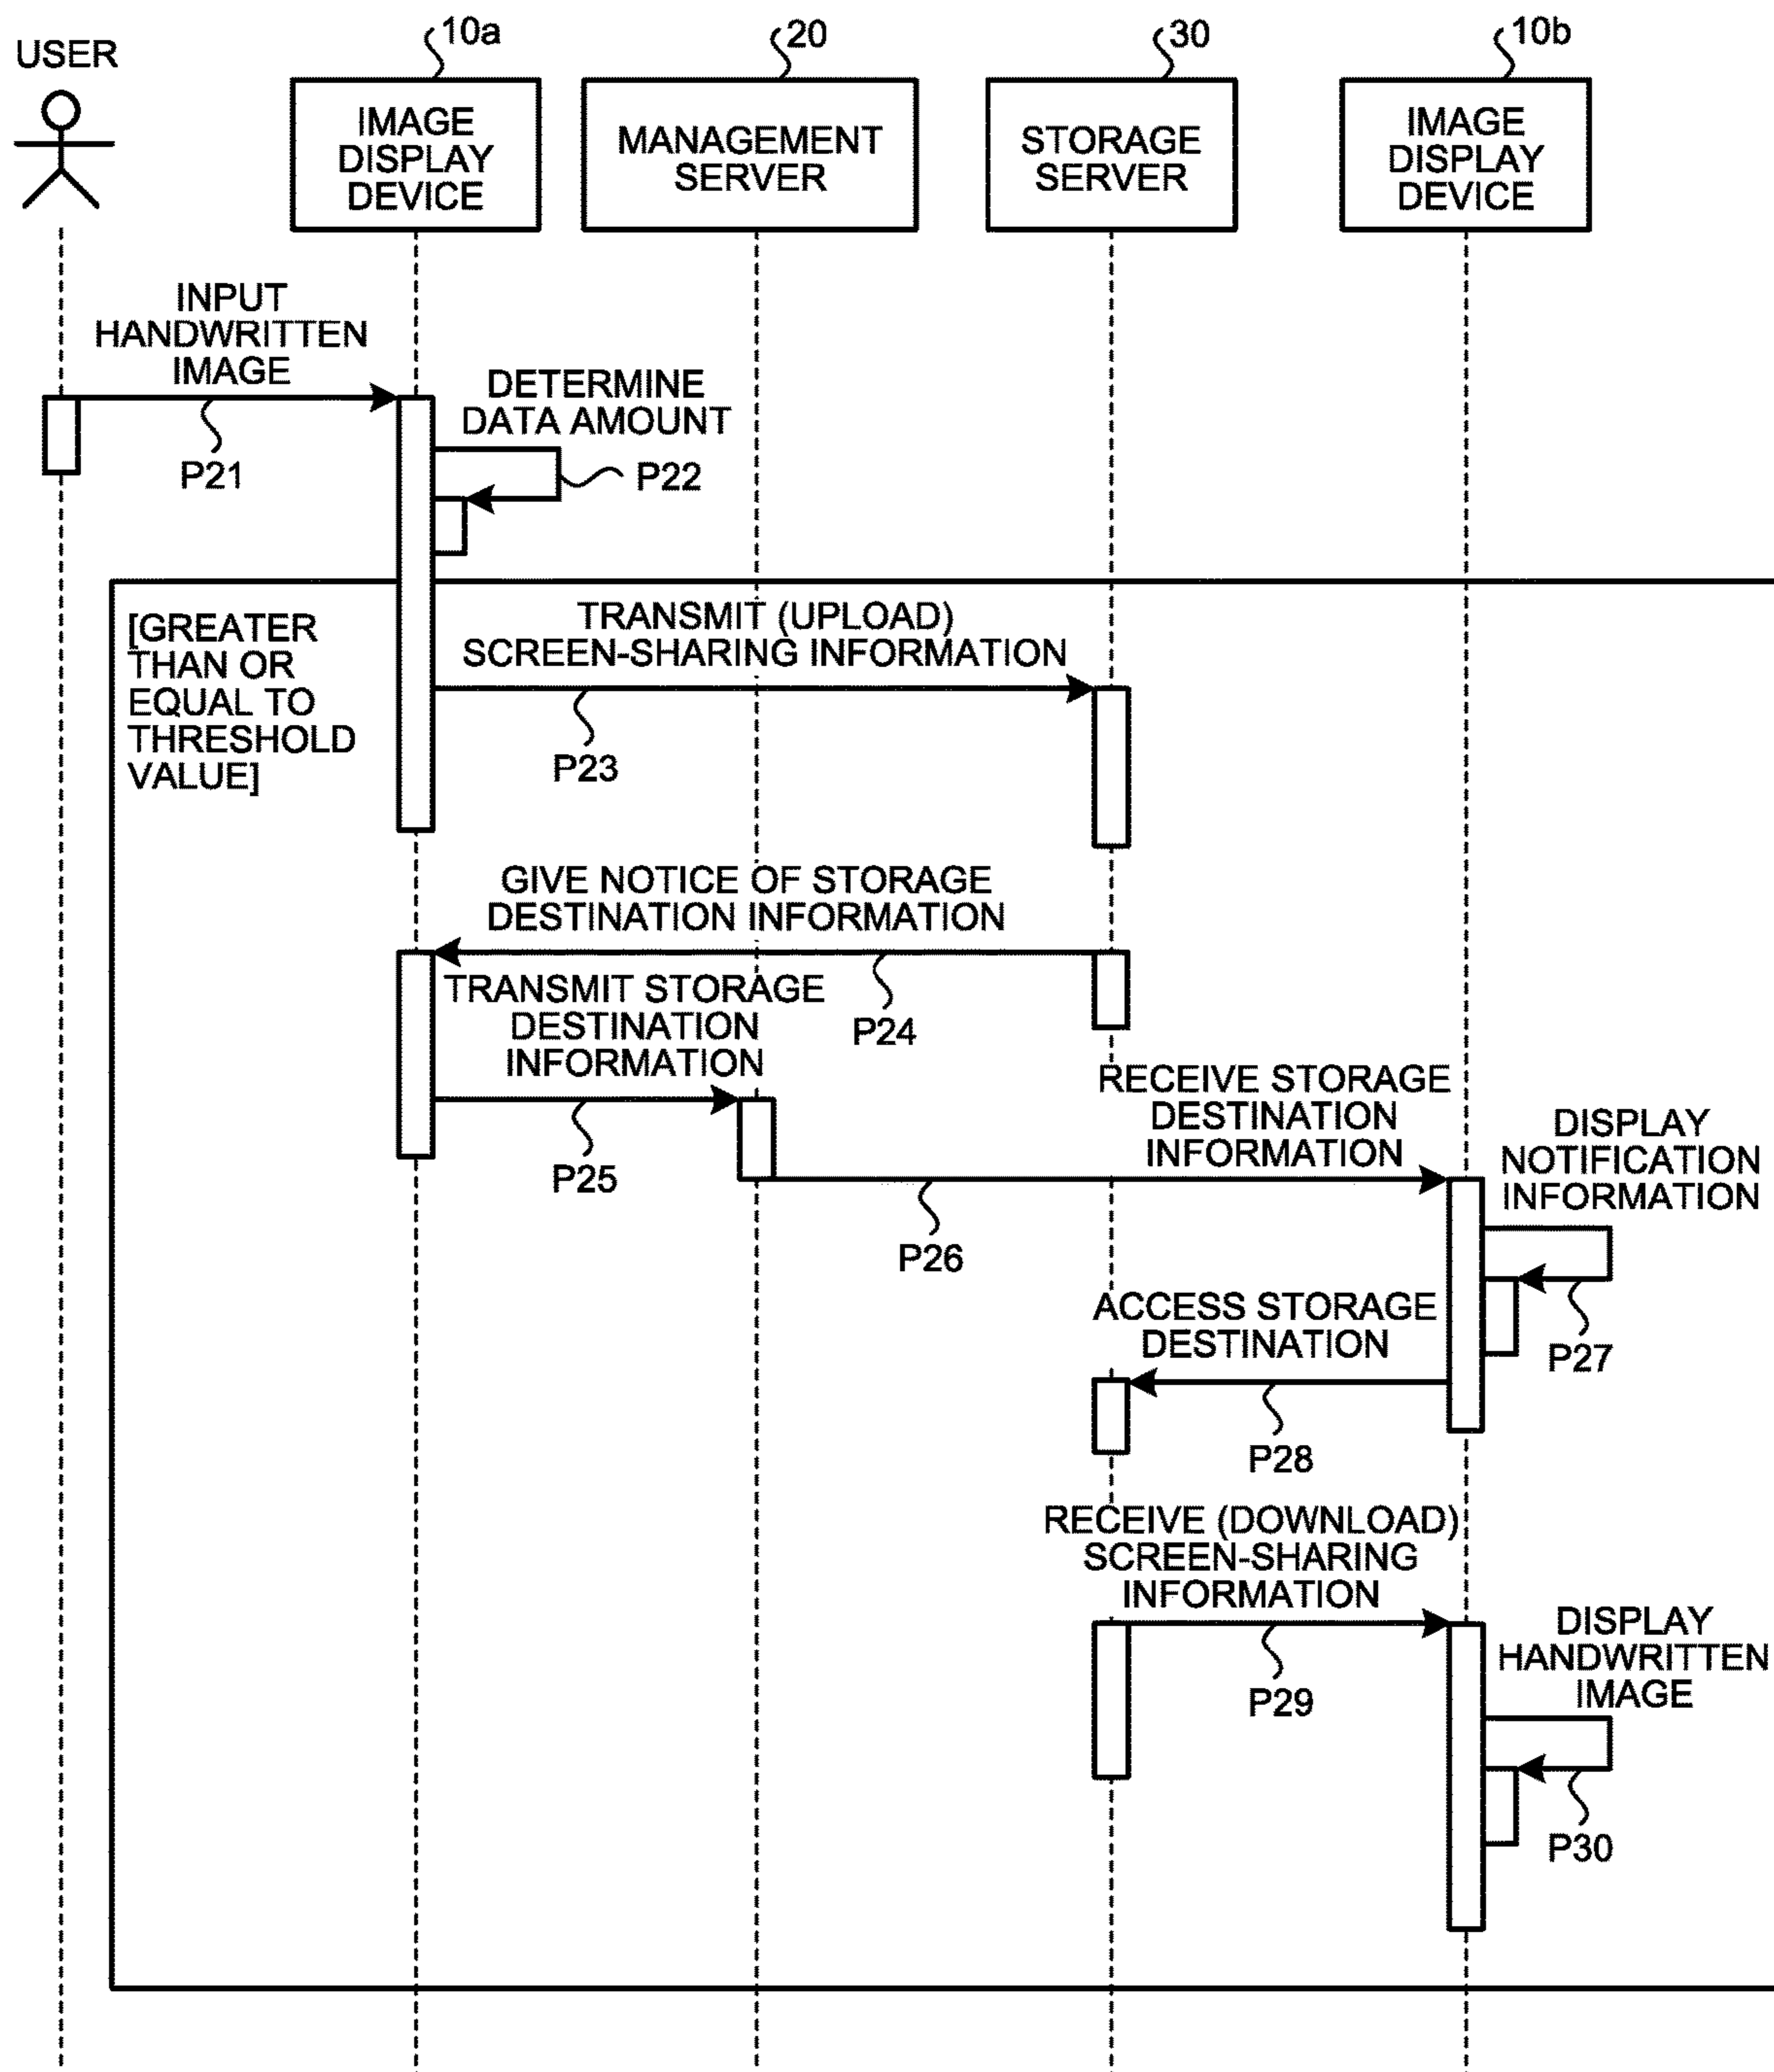 USER
10a
20
30
10b
IMAGE
DISPLAY
DEVICE
MANAGEMENT
SERVER
STORAGE
SERVER
IMAGE
DISPLAY
DEVICE
INPUT
HANDWRITTEN
IMAGE
P21
DETERMINE
DATA AMOUNT
P22
[GREATER
THAN OR
EQUAL TO
THRESHOLD
VALUE]
TRANSMIT (UPLOAD)
SCREEN-SHARING INFORMATION
P23
GIVE NOTICE OF STORAGE
DESTINATION INFORMATION
P24
TRANSMIT STORAGE
DESTINATION
INFORMATION
P25
RECEIVE STORAGE
DESTINATION
INFORMATION
P26
DISPLAY
NOTIFICATION
INFORMATION
P27
ACCESS STORAGE
DESTINATION
P28
RECEIVE (DOWNLOAD)
SCREEN-SHARING
INFORMATION
P29
DISPLAY
HANDWRITTEN
IMAGE
P30